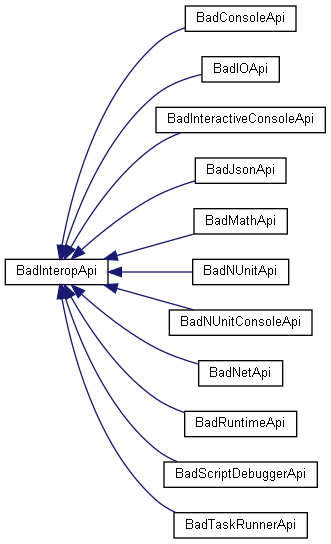 BadConsoleApi
BadIOApi
BadInteractiveConsoleApi
BadJsonApi
BadMathApi
BadInteropApi
BadNUnitApi
BadNUnitConsoleApi
BadNetApi
BadRuntimeApi
BadScriptDebuggerApi
BadTaskRunnerApi